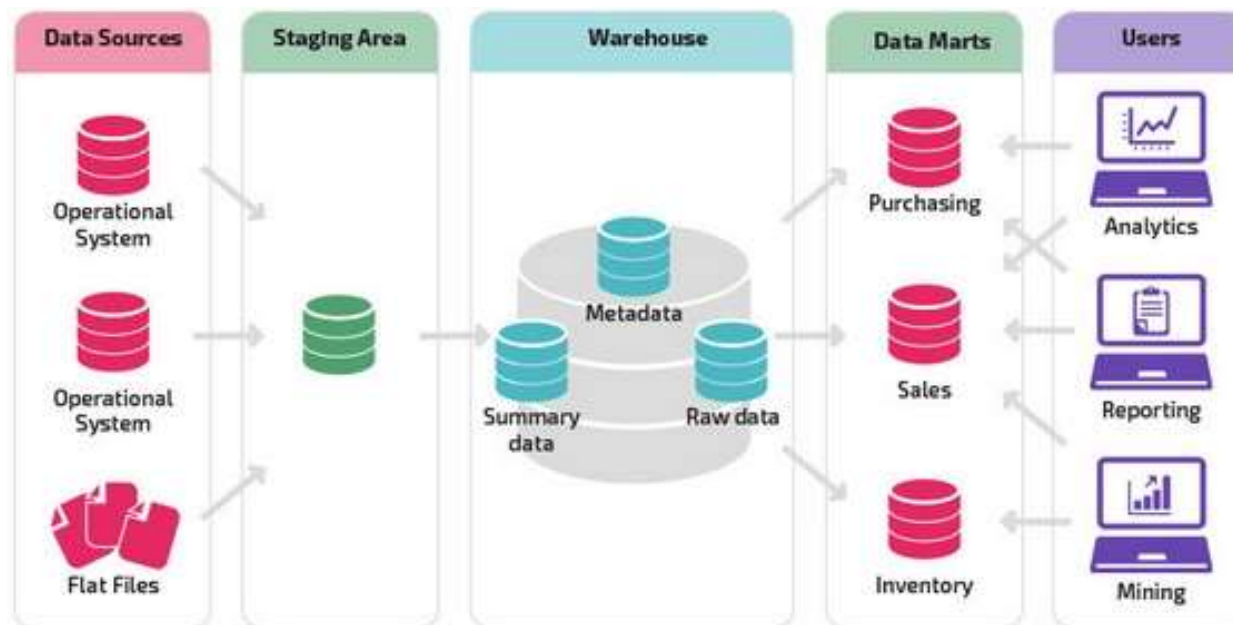 Data Sources
Staging Area
Warehouse
Data Marts
Users
Operational
System
Operational
System
Flat Files
Metadata
Summary
data
Raw data
Purchasing
Sales
Inventory
Analytics
Reporting
Mining